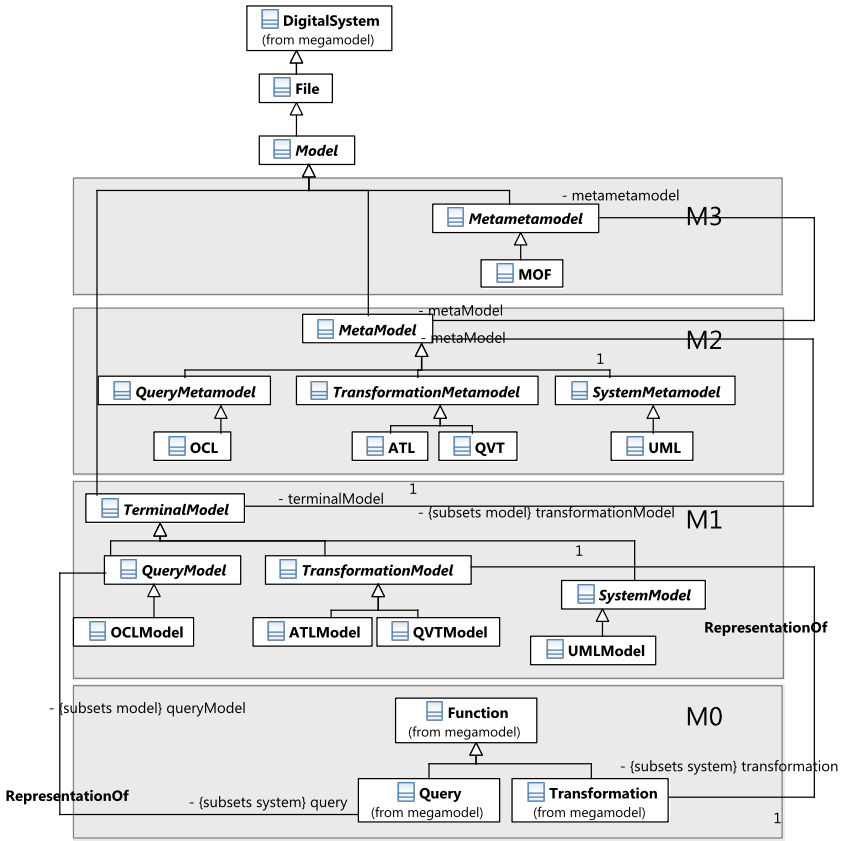 DigitalSystem
(from megamodel)
File
Model
- metametamodel
Metametamodel
M3
MOF
- metaModel
MetaModel
- metaModel
M2
1
QueryMetamodel
TransformationMetamodel
SystemMetamodel
OCL
ATL
QVT
UML
1
- terminalModel
TerminalModel
- {subsets model} transformationModel
M1
1
QueryModel
TransformationModel
SystemModel
RepresentationOf
OCLModel
ATLModel
QVTModel
UMLModel
- {subsets model} queryModel
Function
(from megamodel)
M0
- {subsets system} transformation
RepresentationOf
- {subsets system} query
Query
(from megamodel)
Transformation
(from megamodel)
1